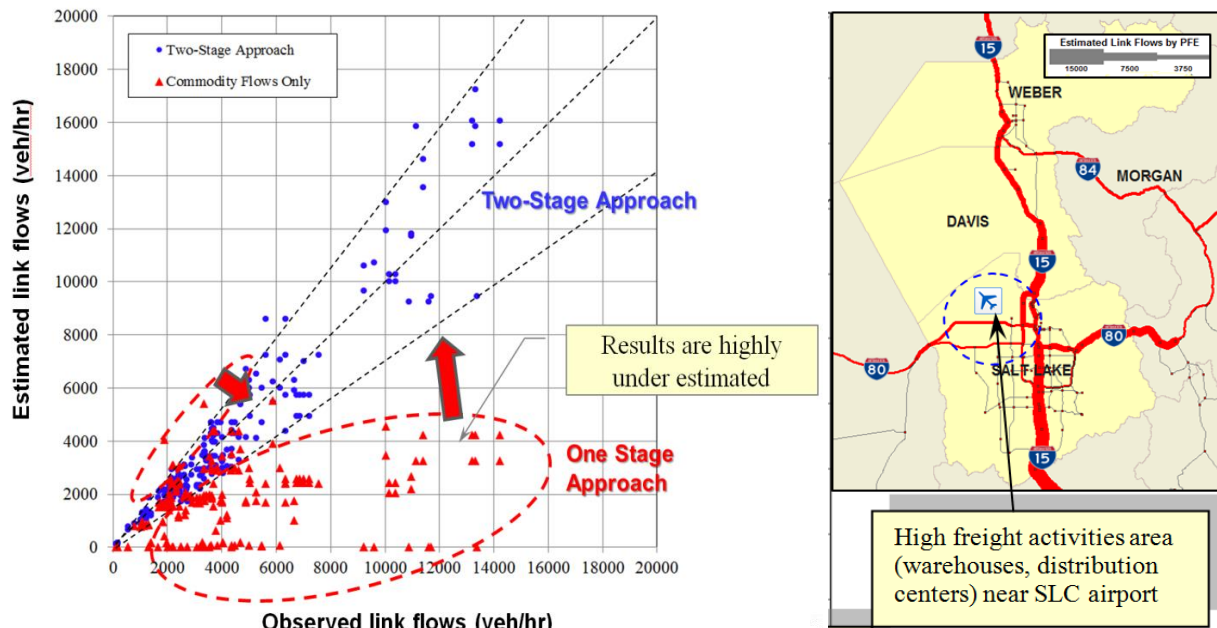 20000
18000
16000
14000
12000
10000
8000
6000
4000
2000
0
Estimated link flows (veh/hr)
Two-Stage Approach
Commodity Flows Only
Two-Stage Approach
Results are highly
under estimated
One Stage
Approach
0 2000 4000 6000 8000 10000 12000 14000 16000 18000 20000
Observed link flows (veh/hr)
Estimated Link Flows by PFE
15000 7500 3750
15
WEBER
84
MORGAN
DAVIS
15
80
80
SALT LAKE
15
High freight activities area
(warehouses, distribution
centers) near SLC airport